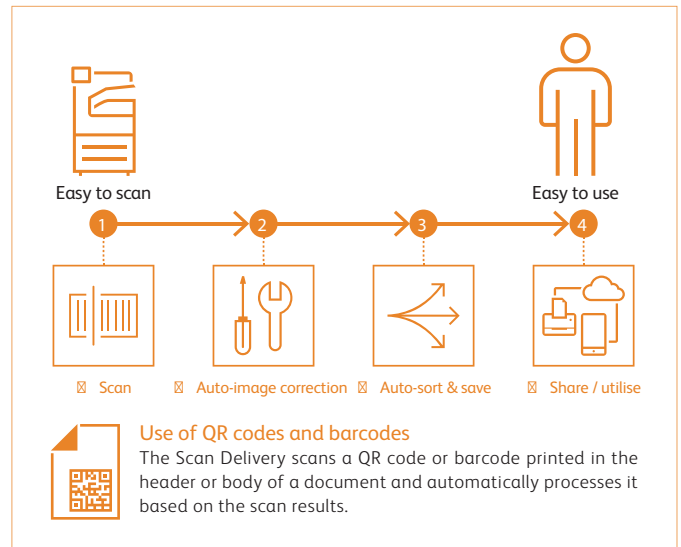 Easy to scan
Easy to use
1
2
3
4
Scan
Auto-image correction
Auto-sort & save
Share / utilise
Use of QR codes and barcodes
The Scan Delivery scans a QR code or barcode printed in the
header or body of a document and automatically processes it
based on the scan results.